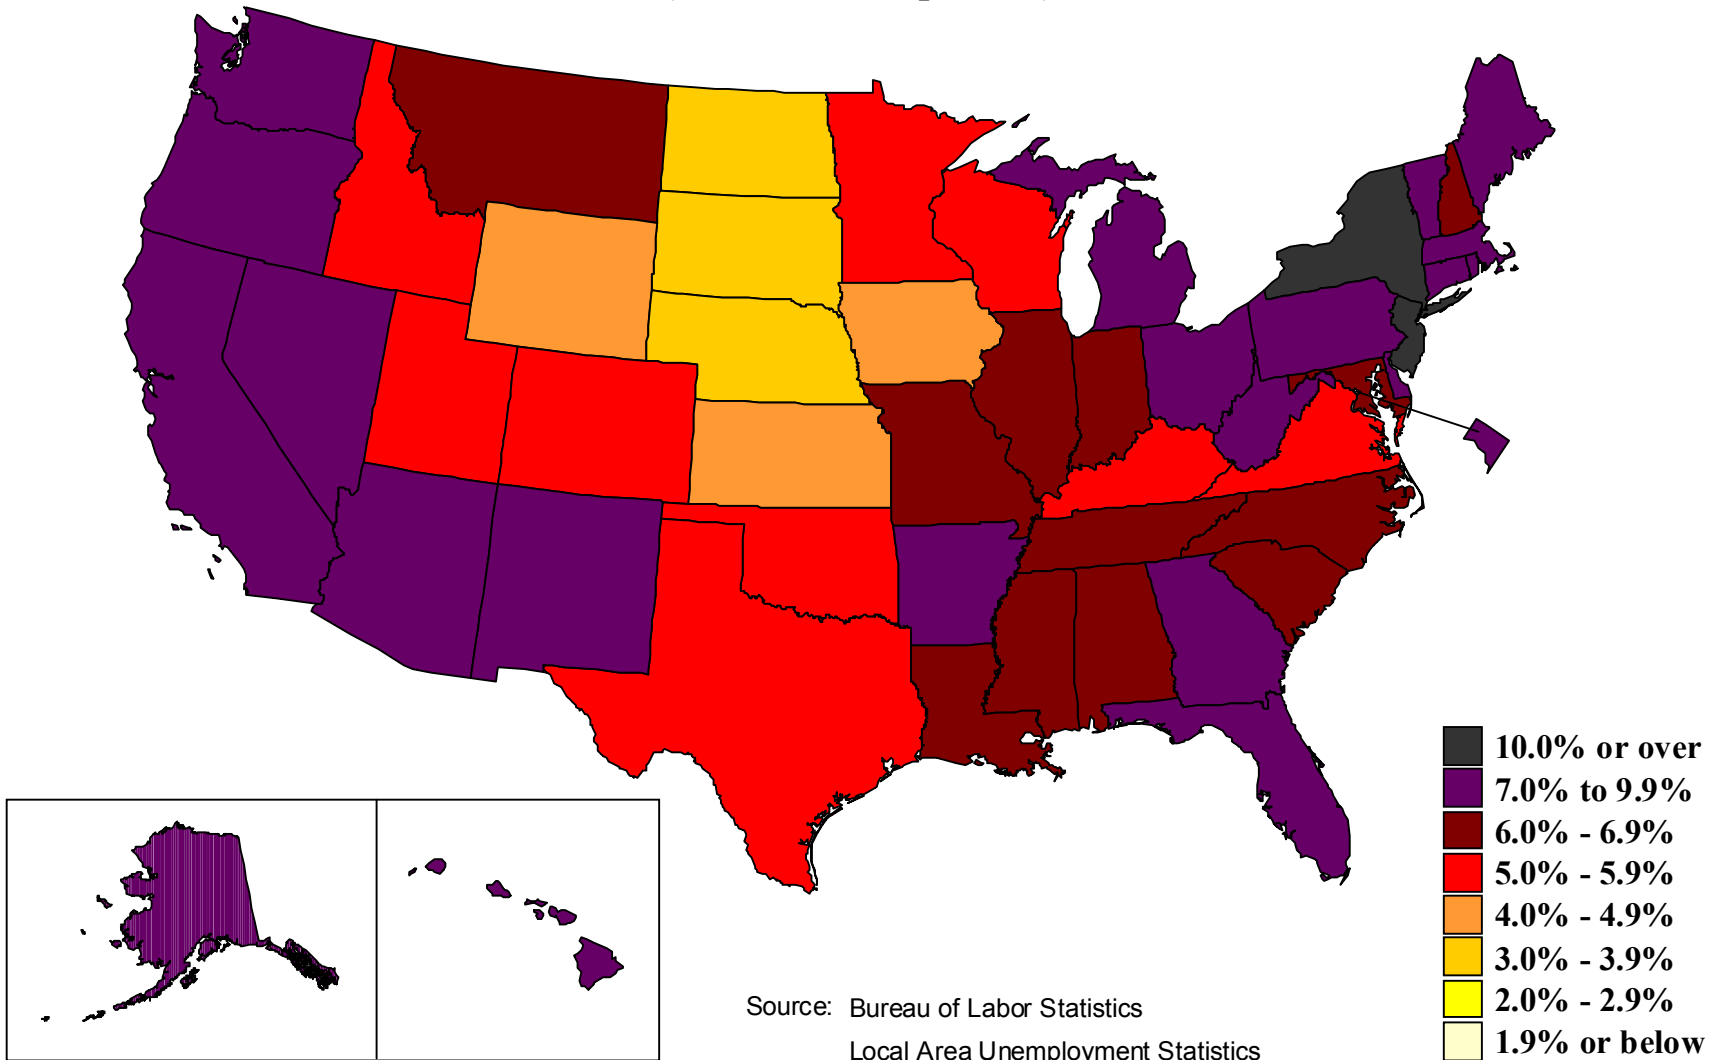 10.0% or over
7.0% to 9.9%
6.0% - 6.9%
5.0% - 5.9%
4.0% - 4.9%
3.0% - 3.9%
2.0% - 2.9%
1.9% or below
Source: Bureau of Labor Statistics
Local Area Unemployment Statistics